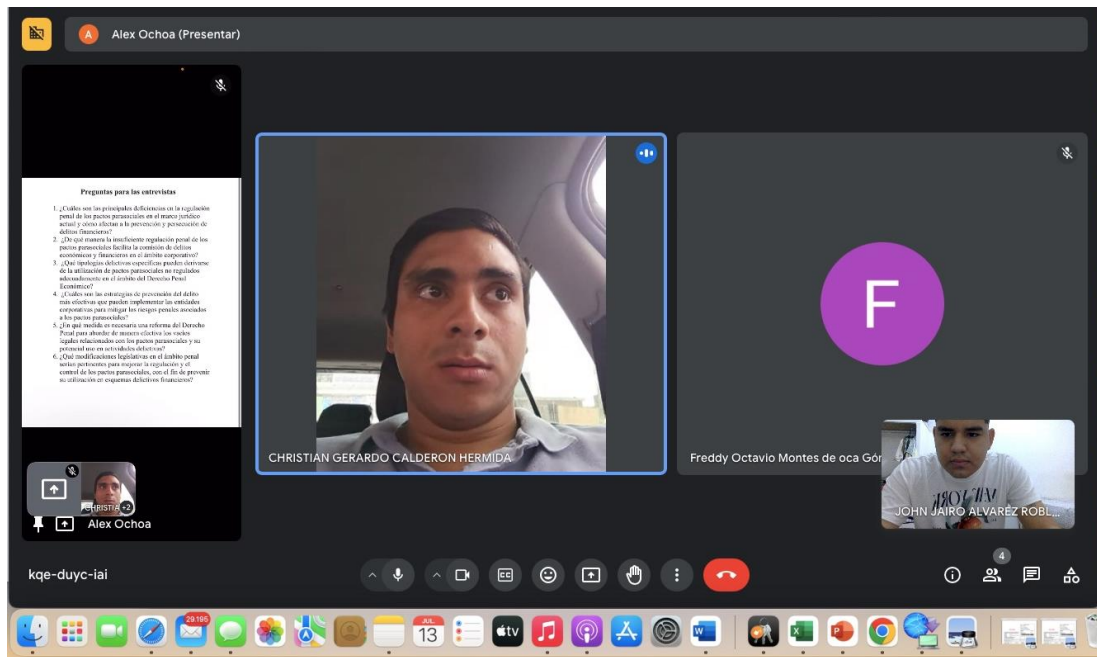 A
Alex Ochoa (Presentar)
Preguntas para las entrevistas
1. ¿Cuáles son las principales deficiencias en la regulación
penal de los pactos parasociales en el marco jurídico
actual y cómo afectan a la prevención y persecución de
delitos financieros?
2. ¿De qué manera la insuficiente regulación penal de los
pactos parasociales facilita la comisión de delitos
económicos y financieros en el ámbito corporativo?
3. ¿Qué tipologías delictivas específicas pueden derivarse
de la utilización de pactos parasociales no regulados
adecuadamente en el ámbito del Derecho Penal
Económico?
4. ¿Cuáles son las estrategias de prevención del delito
más efectivas que pueden implementar las entidades
corporativas para mitigar los riesgos penales asociados
a los pactos parasociales?
5. ¿En qué medida es necesaria una reforma del Derecho
Penal para abordar de manera efectiva los vacíos
legales relacionados con los pactos parasociales y su
potencial uso en actividades delictivas?
6. ¿Qué modificaciones legislativas en el ámbito penal
serían pertinentes para mejorar la regulación y el
control de los pactos parasociales, con el fin de prevenir
su utilización en esquemas delictivos financieros?
CHRISTIA +2
Alex Ochoa
CHRISTIAN GERARDO CALDERON HERMIDA
F
Freddy Octavio Montes de oca Gór
JOHN JAIRO ALVAREZ ROBL...
kqe-duyc-iai
CC
4
29.195
JUL
13
tv
W
X
P